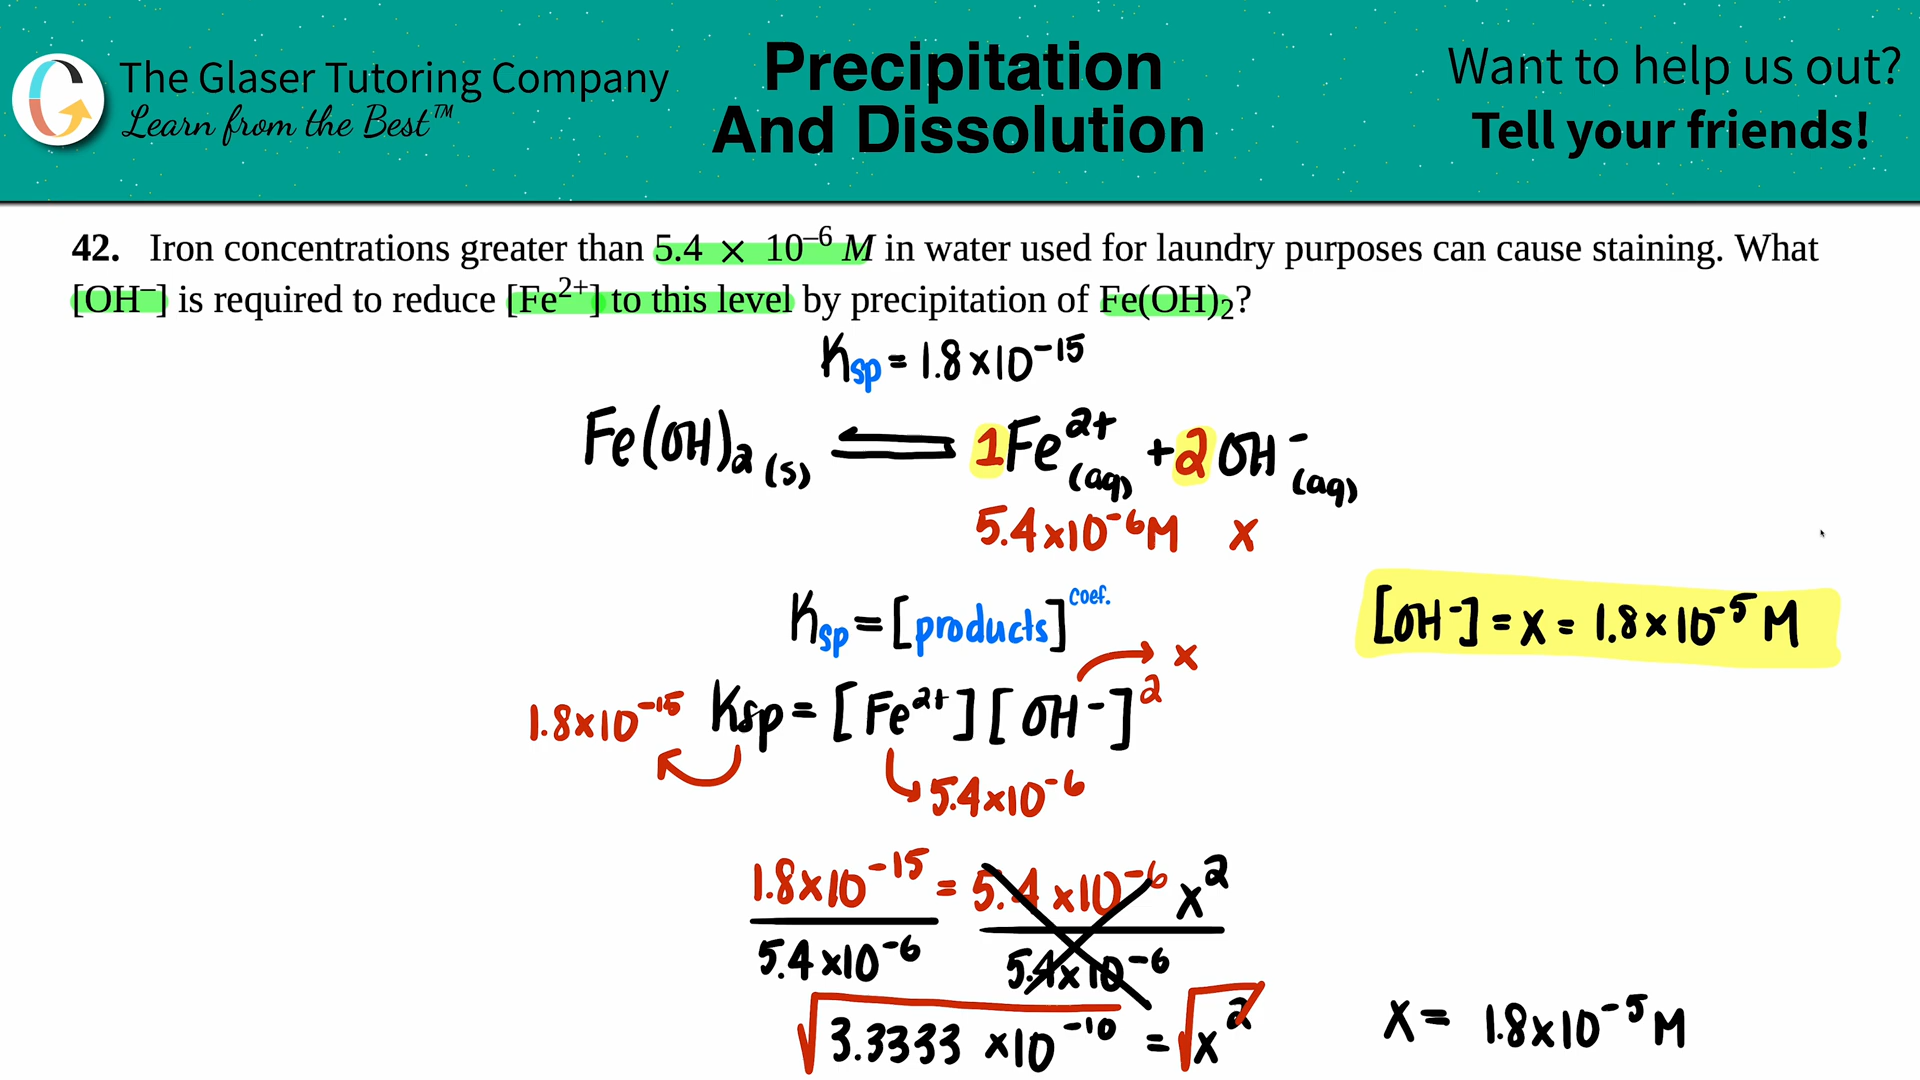 The Glaser Tutoring Company
Learn from the Best™
Precipitation
And Dissolution
Want to help us out?
Tell your friends!
42. Iron concentrations greater than 5.4 × 10⁻⁶ M in water used for laundry purposes can cause staining. What
[OH⁻] is required to reduce [Fe²⁺] to this level by precipitation of Fe(OH)₂?
Ksp = 1.8×10⁻¹⁵
Fe(OH)₂ (s) ⇌ 1Fe²⁺ (aq) + 2OH⁻ (aq)
5.4×10⁻⁶M x
Ksp = [products]^coef.
[OH⁻] = x = 1.8×10⁻⁵ M
x
1.8×10⁻¹⁵ Ksp = [Fe²⁺][OH⁻]²
5.4×10⁻⁶
1.8×10⁻¹⁵ = 5.4×10⁻⁶ x²
5.4×10⁻⁶ 5.4×10⁻⁶
√3.3333 ×10⁻¹⁰ = √x²
x = 1.8×10⁻⁵ M